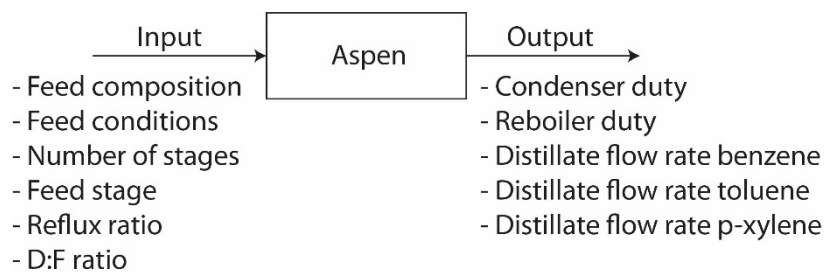 Input
Aspen
Output
- Feed composition
- Feed conditions
- Number of stages
- Feed stage
- Reflux ratio
- D:F ratio
- Condenser duty
- Reboiler duty
- Distillate flow rate benzene
- Distillate flow rate toluene
- Distillate flow rate p-xylene